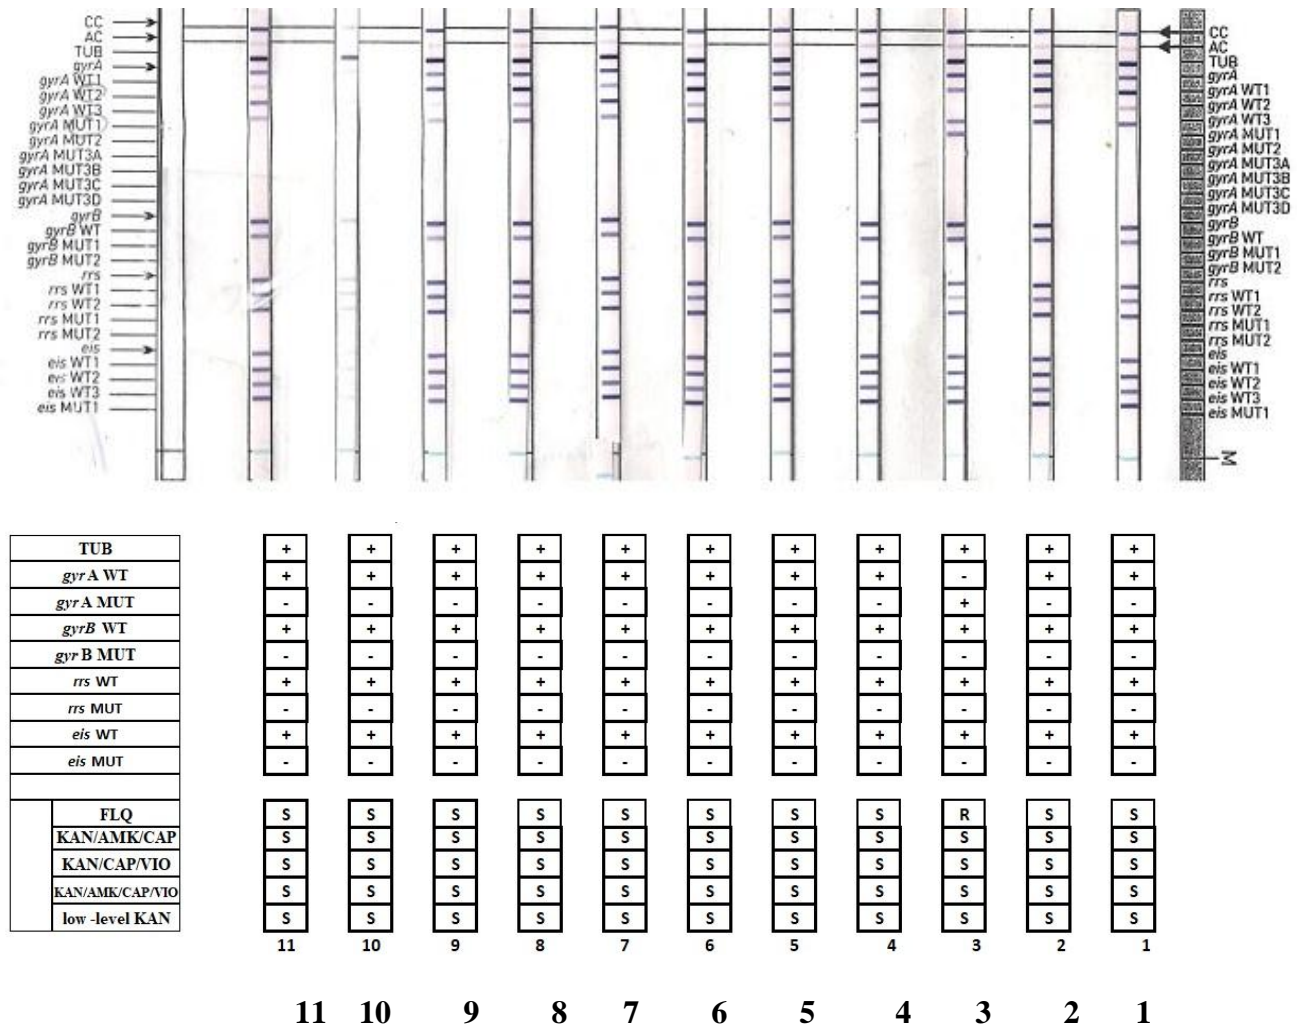 CC
AC
TUB
gyrA
gyrA WT1
gyrA WT2
gyrA WT3
gyrA MUT1
gyrA MUT2
gyrA MUT3A
gyrA MUT3B
gyrA MUT3C
gyrA MUT3D
gyrB
gyrB WT
gyrB MUT1
gyrB MUT2
rrs
rrs WT1
rrs WT2
rrs MUT1
rrs MUT2
eis
eis WT1
eis WT2
eis WT3
eis MUT1
CC
AC
TUB
gyrA
gyrA WT1
gyrA WT2
gyrA WT3
gyrA MUT1
gyrA MUT2
gyrA MUT3A
gyrA MUT3B
gyrA MUT3C
gyrA MUT3D
gyrB
gyrB WT
gyrB MUT1
gyrB MUT2
rrs
rrs WT1
rrs WT2
rrs MUT1
rrs MUT2
eis
eis WT1
eis WT2
eis WT3
eis MUT1
M
TUB + + + + + + + + + + +
gyr A WT + + + + + + + + - + +
gyr A MUT - - - - - - - - + - -
gyrB WT + + + + + + + + + + +
gyr B MUT - - - - - - - - - - -
rrs WT + + + + + + + + + + +
rrs MUT - - - - - - - - - - -
eis WT + + + + + + + + + + +
eis MUT - - - - - - - - - - -
FLQ S S S S S S S S R S S
KAN/AMK/CAP S S S S S S S S S S S
KAN/CAP/VIO S S S S S S S S S S S
KAN/AMK/CAP/VIO S S S S S S S S S S S
low -level KAN S S S S S S S S S S S
11 10 9 8 7 6 5 4 3 2 1
11 10 9 8 7 6 5 4 3 2 1